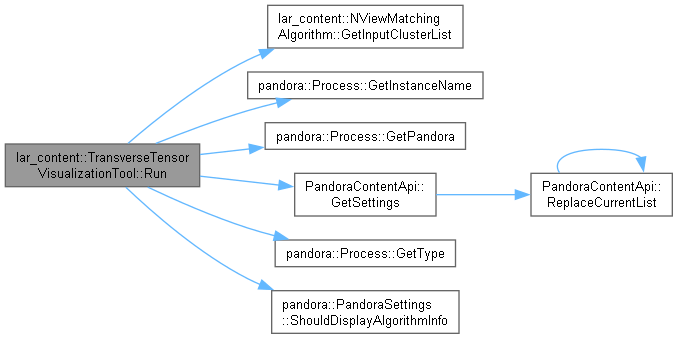 lar_content::NViewMatching
Algorithm::GetInputClusterList
pandora::Process::GetInstanceName
pandora::Process::GetPandora
lar_content::TransverseTensor
VisualizationTool::Run
PandoraContentApi::
GetSettings
PandoraContentApi::
ReplaceCurrentList
pandora::Process::GetType
pandora::PandoraSettings
::ShouldDisplayAlgorithmInfo